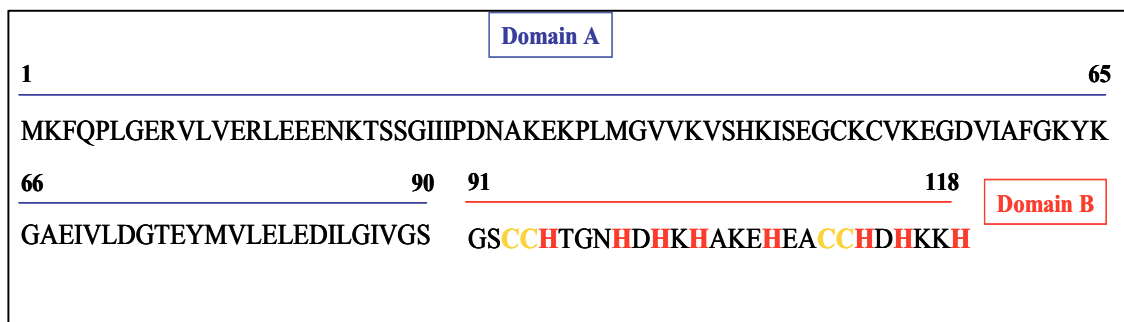 Domain A
1 65
MKFQPLGERVLVERLEEENKTSSGIIIPDNAKEKPLMGVVKVSHKISEGCKCVKEGDVIAFGKYK
66 90 91 118
Domain B
GAEIVLDGTEYMVLELEDILGIVGS GSCCHTGNHDHKHAKEHEACCHDHKKH